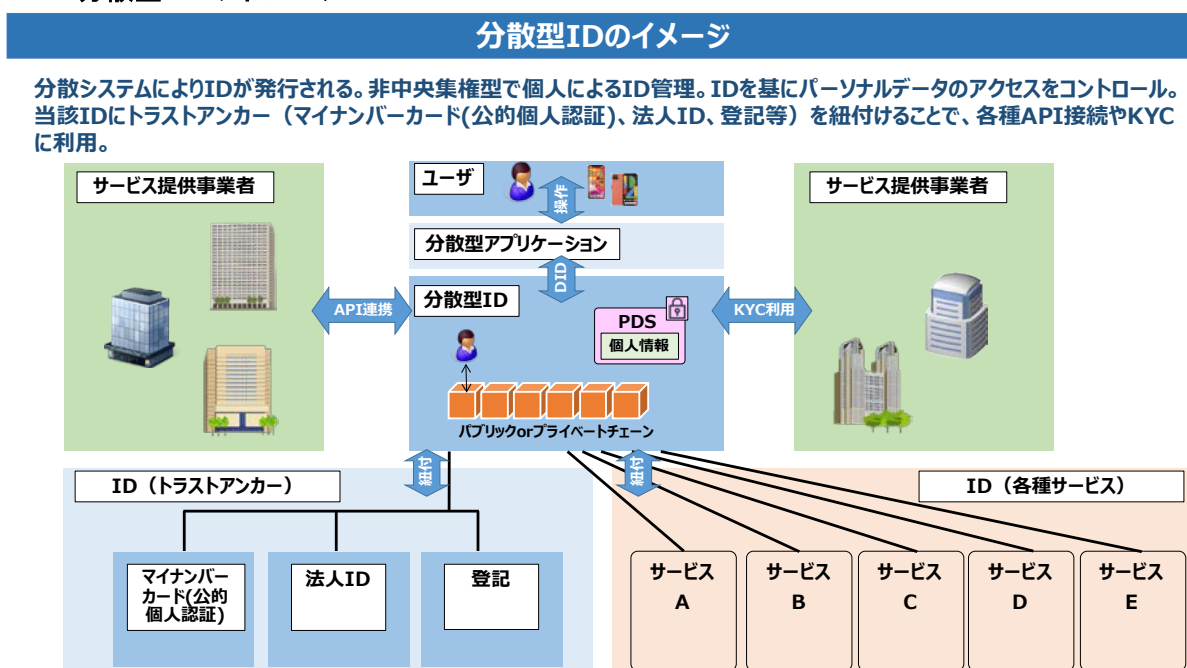 分散型IDのイメージ
分散システムによりIDが発行される。非中央集権型で個人によるID管理。IDを基にパーソナルデータのアクセスをコントロール。
当該IDにトラストアンカー（マイナンバーカード(公的個人認証)、法人ID、登記等）を紐付けることで、各種API接続やKYC
に利用。
サービス提供事業者
ユーザ
操作
サービス提供事業者
分散型アプリケーション
DID
分散型ID
API連携
KYC利用
PDS
個人情報
パブリックorプライベートチェーン
紐付
紐付
ID（トラストアンカー）
ID（各種サービス）
マイナンバー
カード(公的
個人認証)
法人ID
登記
サービス
A
サービス
B
サービス
C
サービス
D
サービス
E